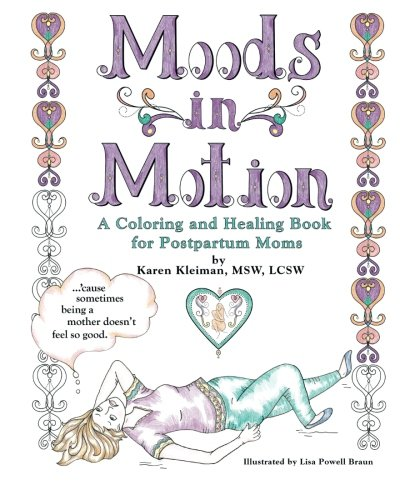 Moods
in
Motion
A Coloring and Healing Book
for Postpartum Moms
by
Karen Kleiman, MSW, LCSW
...'cause
sometimes
being a
mother doesn't
feel so good.
Illustrated by Lisa Powell Braun